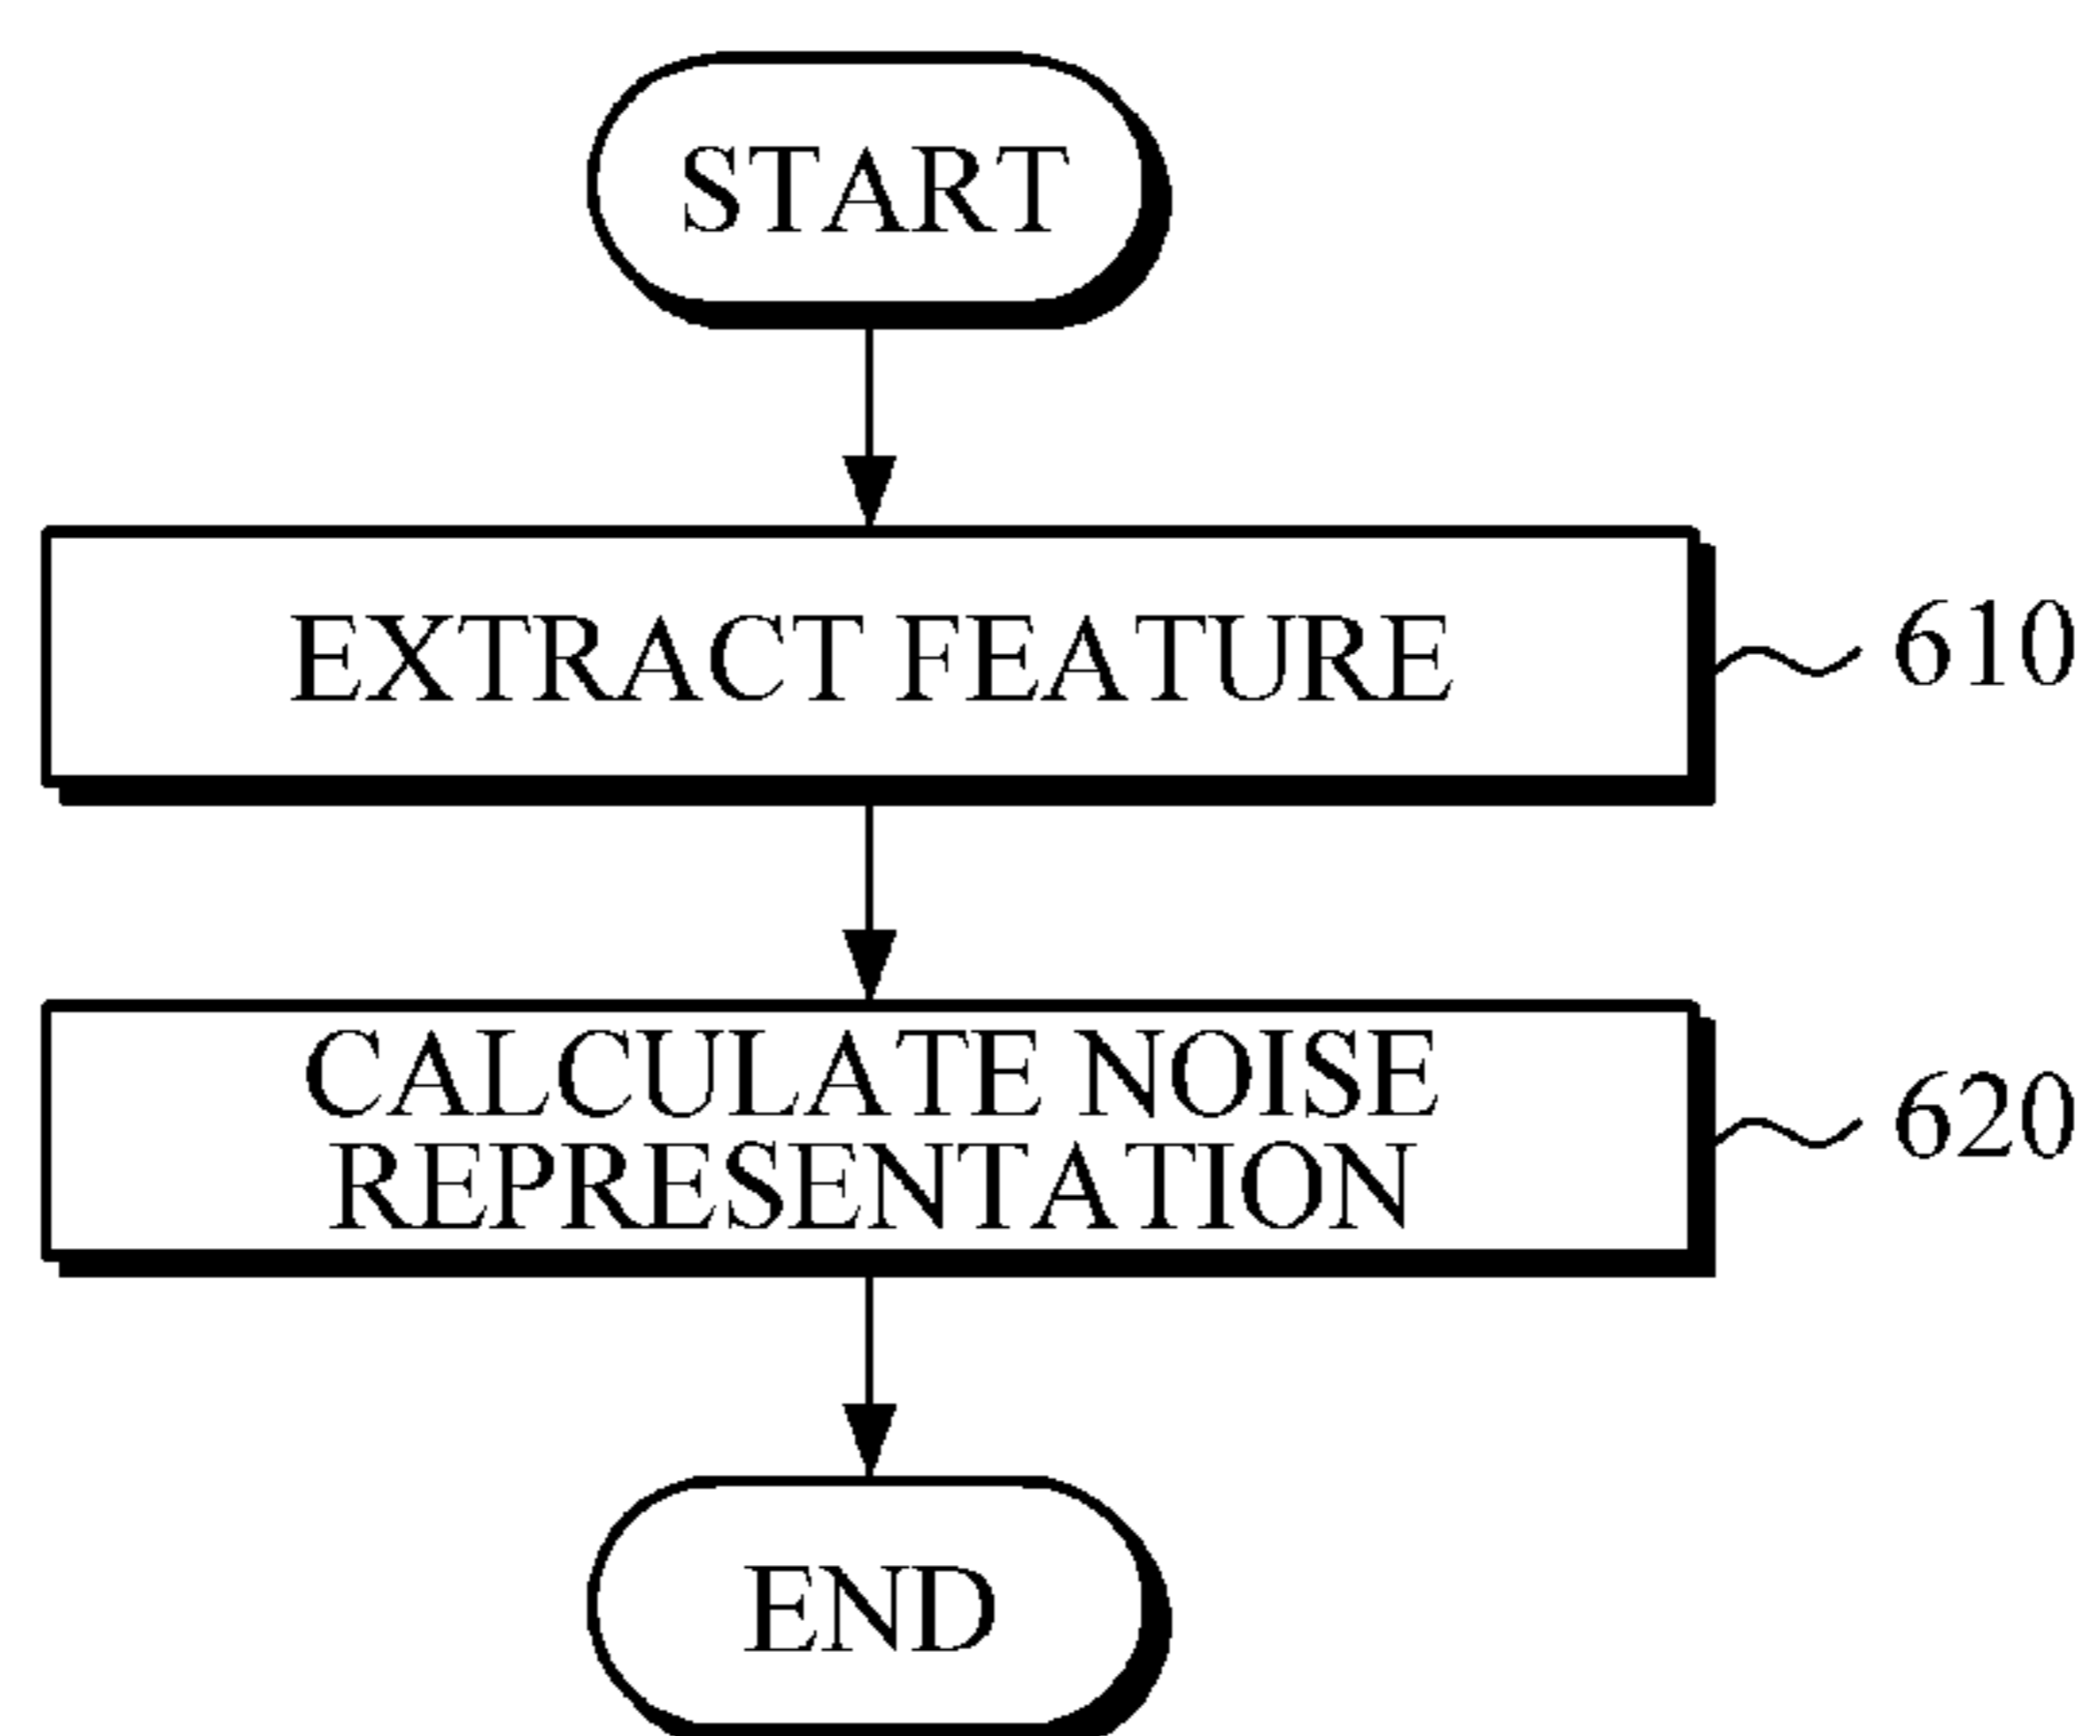 START
EXTRACT FEATURE
610
CALCULATE NOISE
REPRESENTATION
620
END